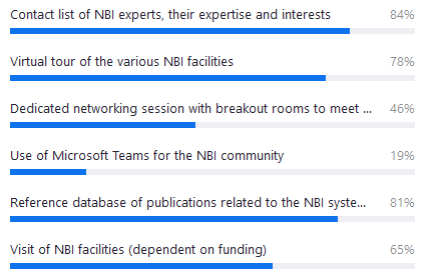 Contact list of NBI experts, their expertise and interests 84%
Virtual tour of the various NBI facilities 78%
Dedicated networking session with breakout rooms to meet ... 46%
Use of Microsoft Teams for the NBI community 19%
Reference database of publications related to the NBI syste... 81%
Visit of NBI facilities (dependent on funding) 65%